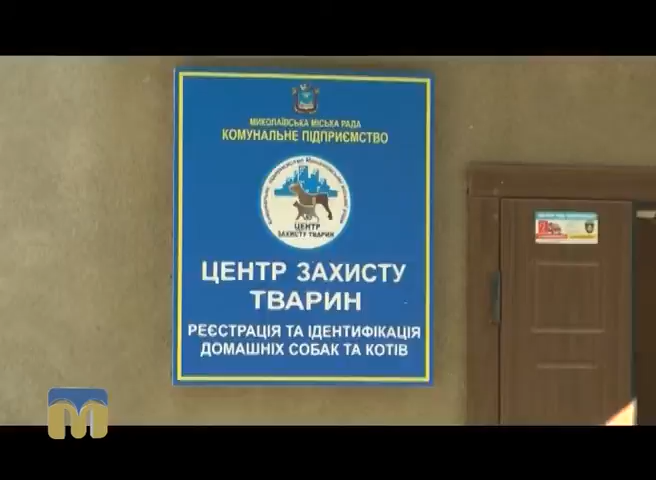 МИКОЛАЇВСЬКА МІСЬКА РАДА
КОМУНАЛЬНЕ ПІДПРИЄМСТВО
ЦЕНТР
ЗАХИСТУ ТВАРИН
ЦЕНТР ЗАХИСТУ
ТВАРИН
РЕЄСТРАЦІЯ ТА ІДЕНТИФІКАЦІЯ
ДОМАШНІХ СОБАК ТА КОТІВ